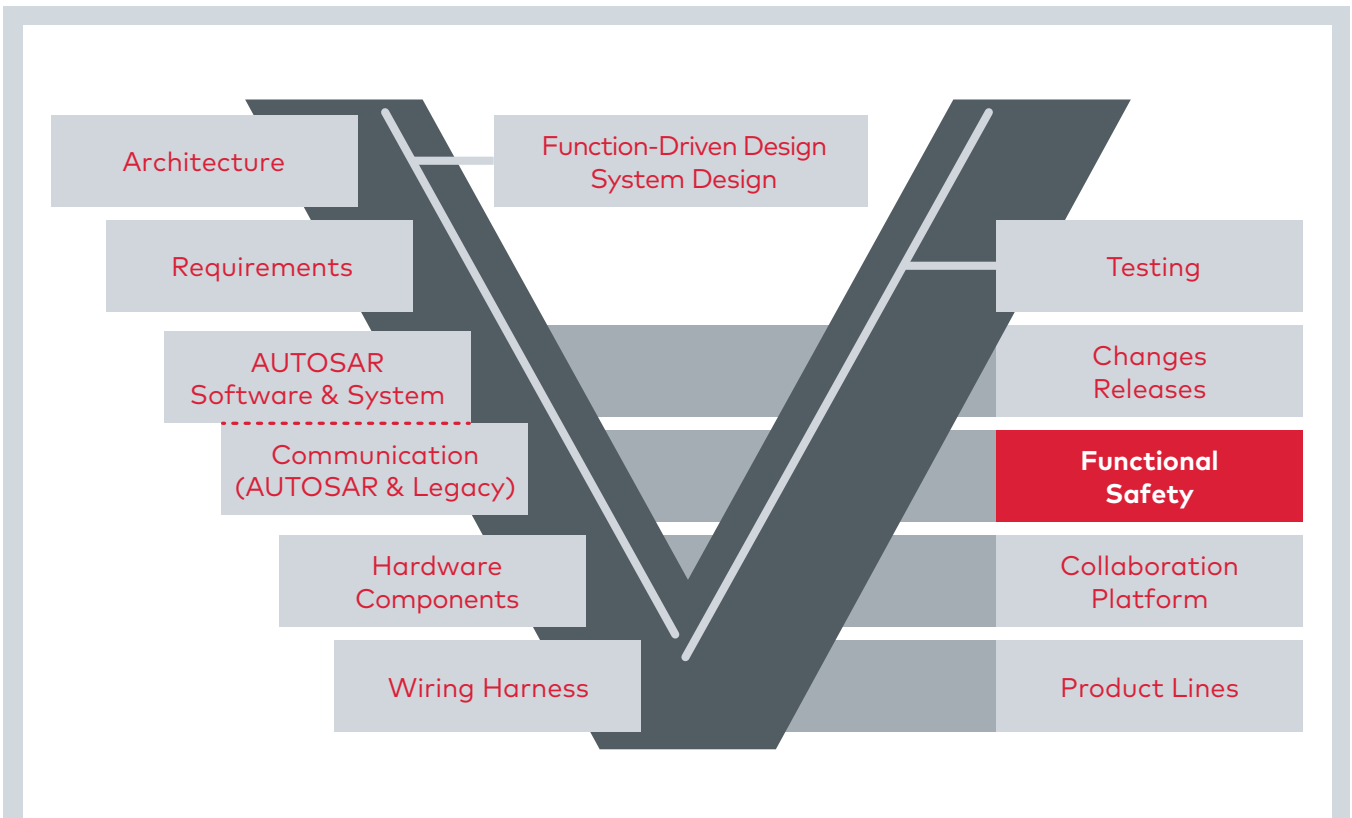 Architecture
Function-Driven Design
System Design
Requirements
Testing
AUTOSAR
Software & System
Changes
Releases
Communication
(AUTOSAR & Legacy)
Functional
Safety
Hardware
Components
Collaboration
Platform
Wiring Harness
Product Lines